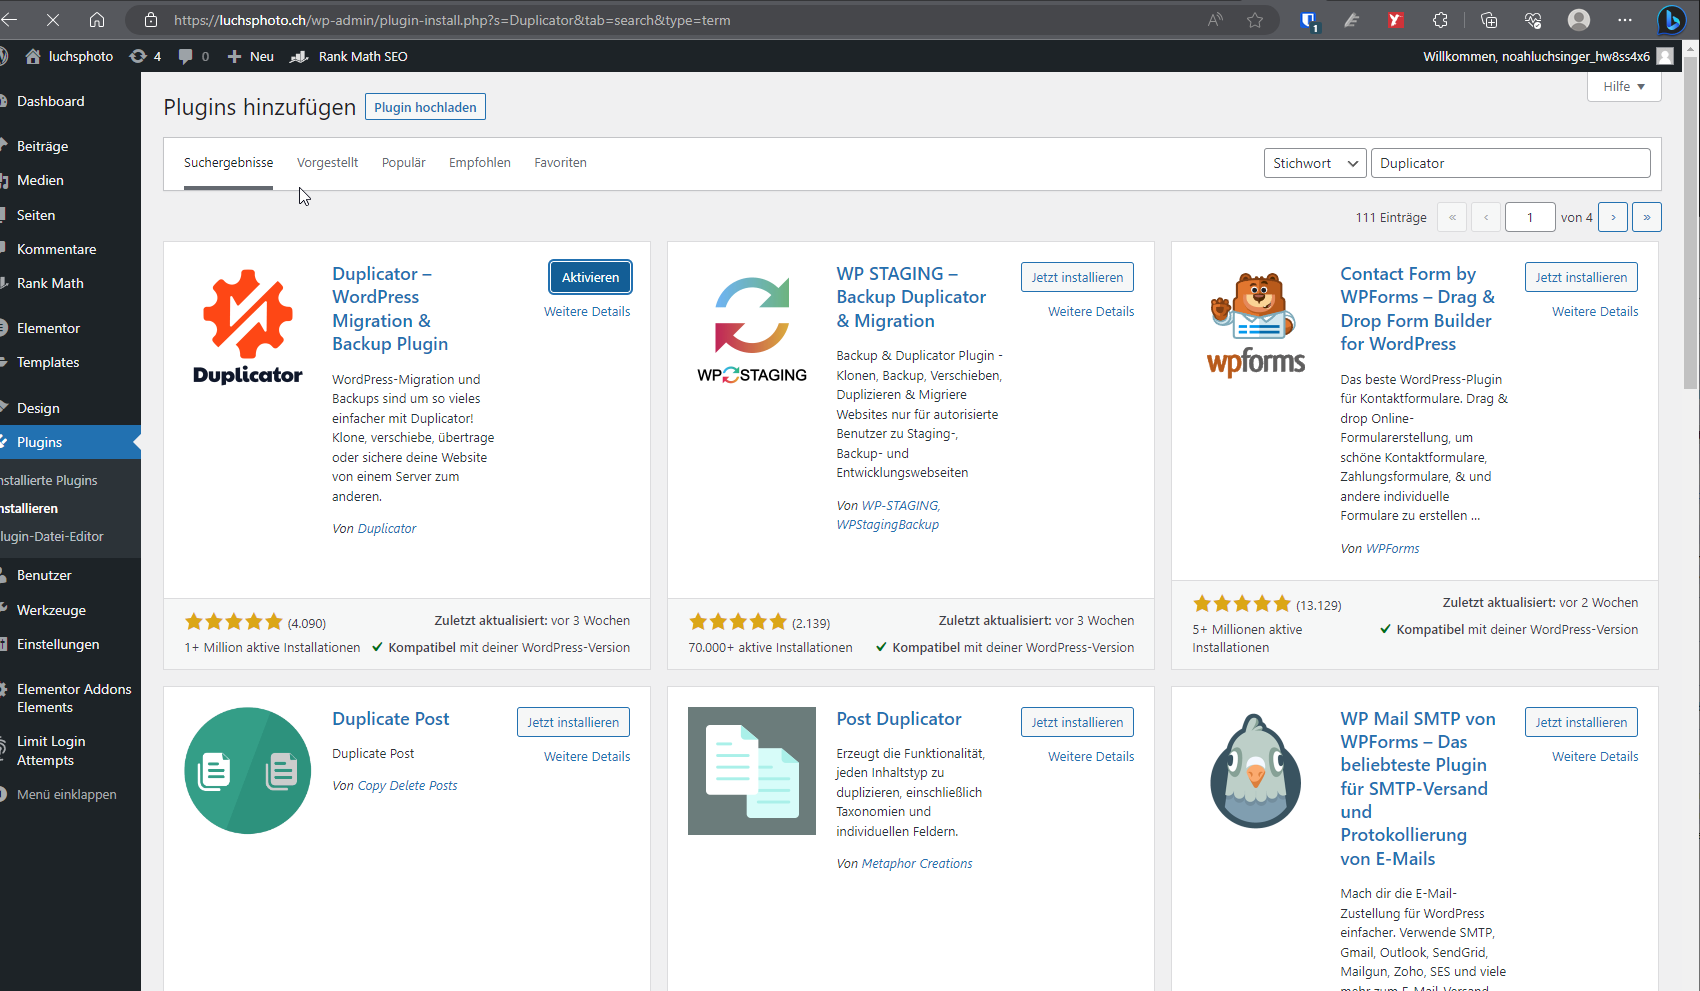 https://luchsphoto.ch/wp-admin/plugin-install.php?s=Duplicator&tab=search&type=term
1
luchsphoto
4
0
Neu
Rank Math SEO
Willkommen, noahluchsinger_hw8ss4x6
Dashboard
Beiträge
Medien
Seiten
Kommentare
Rank Math
Elementor
Templates
Design
Plugins
nstallierte Plugins
nstallieren
lugin-Datei-Editor
Benutzer
Werkzeuge
Einstellungen
Elementor Addons
Elements
Limit Login
Attempts
Menü einklappen
Plugins hinzufügen
Plugin hochladen
Hilfe
Suchergebnisse
Vorgestellt
Populär
Empfohlen
Favoriten
Stichwort
Duplicator
111 Einträge
«
‹
1
von 4
›
»
Duplicator
Duplicator –
WordPress
Migration &
Backup Plugin
Aktivieren
Weitere Details
WordPress-Migration und
Backups sind um so vieles
einfacher mit Duplicator!
Klone, verschiebe, übertrage
oder sichere deine Website
von einem Server zum
anderen.
Von Duplicator
(4.090)
1+ Million aktive Installationen
Zuletzt aktualisiert: vor 3 Wochen
Kompatibel mit deiner WordPress-Version
WP STAGING
WP STAGING –
Backup Duplicator
& Migration
Jetzt installieren
Weitere Details
Backup & Duplicator Plugin -
Klonen, Backup, Verschieben,
Duplizieren & Migriere
Websites nur für autorisierte
Benutzer zu Staging-,
Backup- und
Entwicklungswebseiten
Von WP-STAGING,
WPStagingBackup
(2.139)
70.000+ aktive Installationen
Zuletzt aktualisiert: vor 3 Wochen
Kompatibel mit deiner WordPress-Version
wpforms
Contact Form by
WPForms – Drag &
Drop Form Builder
for WordPress
Jetzt installieren
Weitere Details
Das beste WordPress-Plugin
für Kontaktformulare. Drag &
drop Online-
Formularerstellung, um
schöne Kontaktformulare,
Zahlungsformulare, & und
andere individuelle
Formulare zu erstellen ...
Von WPForms
(13.129)
5+ Millionen aktive
Installationen
Zuletzt aktualisiert: vor 2 Wochen
Kompatibel mit deiner WordPress-Version
Duplicate Post
Jetzt installieren
Weitere Details
Duplicate Post
Von Copy Delete Posts
Post Duplicator
Jetzt installieren
Weitere Details
Erzeugt die Funktionalität,
jeden Inhaltstyp zu
duplizieren, einschließlich
Taxonomien und
individuellen Feldern.
Von Metaphor Creations
WP Mail SMTP von
WPForms – Das
beliebteste Plugin
für SMTP-Versand
und
Protokollierung
von E-Mails
Jetzt installieren
Weitere Details
Mach dir die E-Mail-
Zustellung für WordPress
einfacher. Verwende SMTP,
Gmail, Outlook, SendGrid,
Mailgun, Zoho, SES und viele
mehr zum E-Mail-Versand